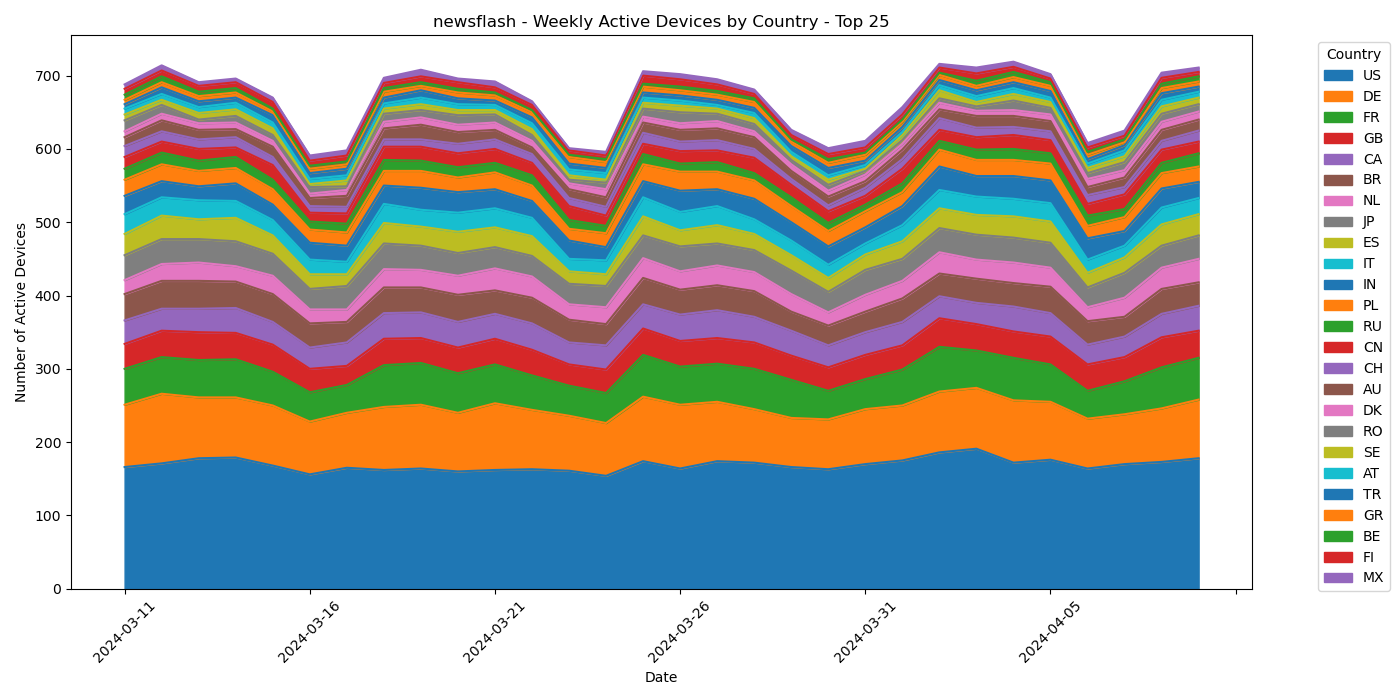 newsflash - Weekly Active Devices by Country - Top 25
Number of Active Devices
700
600
500
400
300
200
100
0
2024-03-11
2024-03-16
2024-03-21
2024-03-26
2024-03-31
2024-04-05
Date
Country
US
DE
FR
GB
CA
BR
NL
JP
ES
IT
IN
PL
RU
CN
CH
AU
DK
RO
SE
AT
TR
GR
BE
FI
MX